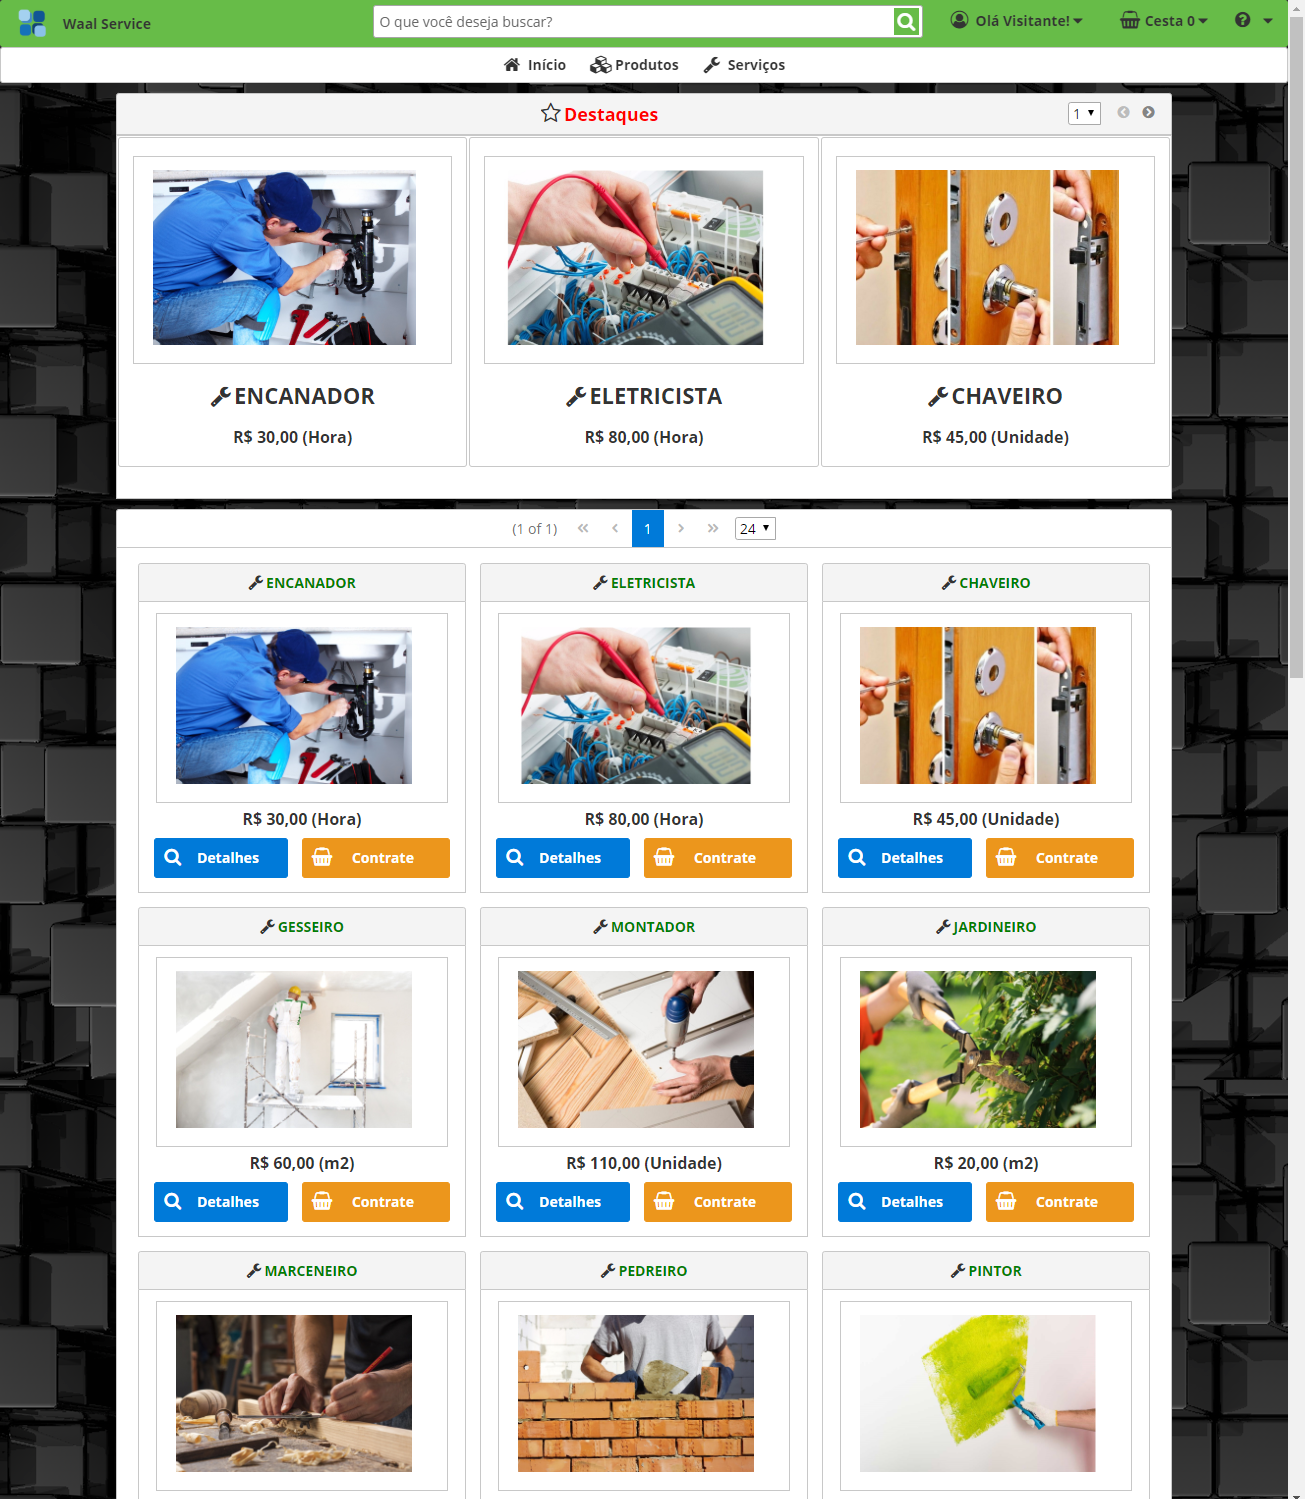 Waal Service
O que você deseja buscar?
Olá Visitante!
Cesta 0
Início
Produtos
Serviços
Destaques
1
ENCANADOR
R$ 30,00 (Hora)
ELETRICISTA
R$ 80,00 (Hora)
CHAVEIRO
R$ 45,00 (Unidade)
(1 of 1)
1
24
ENCANADOR
R$ 30,00 (Hora)
Detalhes
Contrate
ELETRICISTA
R$ 80,00 (Hora)
Detalhes
Contrate
CHAVEIRO
R$ 45,00 (Unidade)
Detalhes
Contrate
GESSEIRO
R$ 60,00 (m2)
Detalhes
Contrate
MONTADOR
R$ 110,00 (Unidade)
Detalhes
Contrate
JARDINEIRO
R$ 20,00 (m2)
Detalhes
Contrate
MARCENEIRO
PEDREIRO
PINTOR